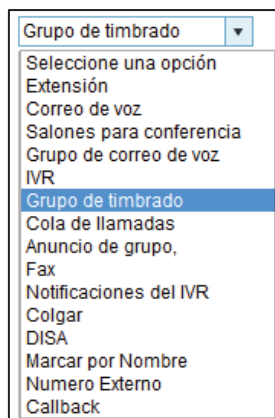 Grupo de timbrado
Seleccione una opción
Extensión
Correo de voz
Salones para conferencia
Grupo de correo de voz
IVR
Grupo de timbrado
Cola de llamadas
Anuncio de grupo,
Fax
Notificaciones del IVR
Colgar
DISA
Marcar por Nombre
Numero Externo
Callback